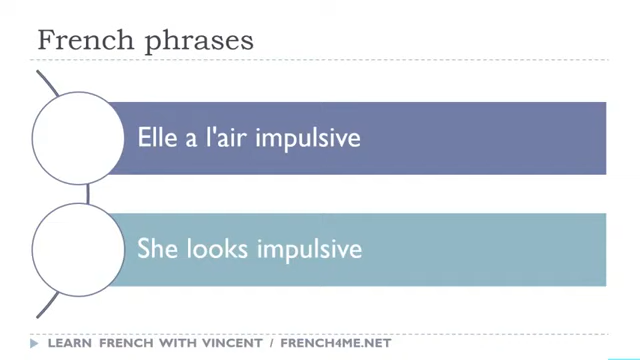 French phrases
Elle a l'air impulsive
She looks impulsive
LEARN FRENCH WITH VINCENT / FRENCH4ME.NET